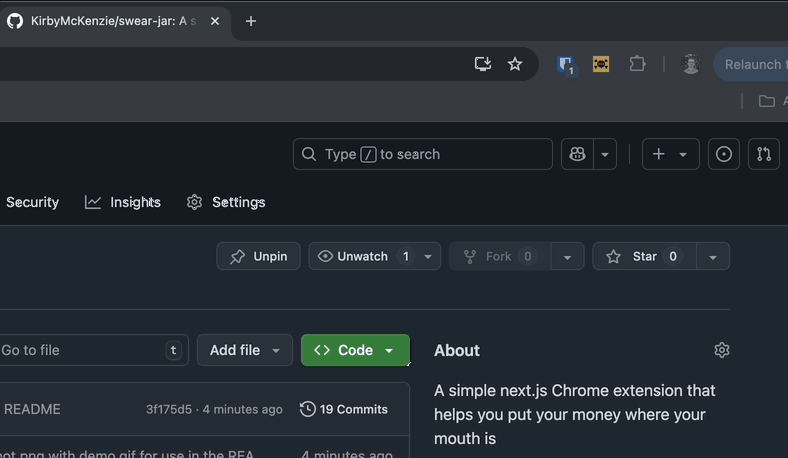 KirbyMcKenzie/swear-jar: A s
1
Relaunch t
Type / to search
Security
Insights
Settings
Unpin
Unwatch 1
Fork 0
Star 0
Go to file
t
Add file
<> Code
About
A simple next.js Chrome extension that
helps you put your money where your
mouth is
README
3f175d5 · 4 minutes ago
19 Commits
not png with demo gif for use in the REA
4 minutes ago